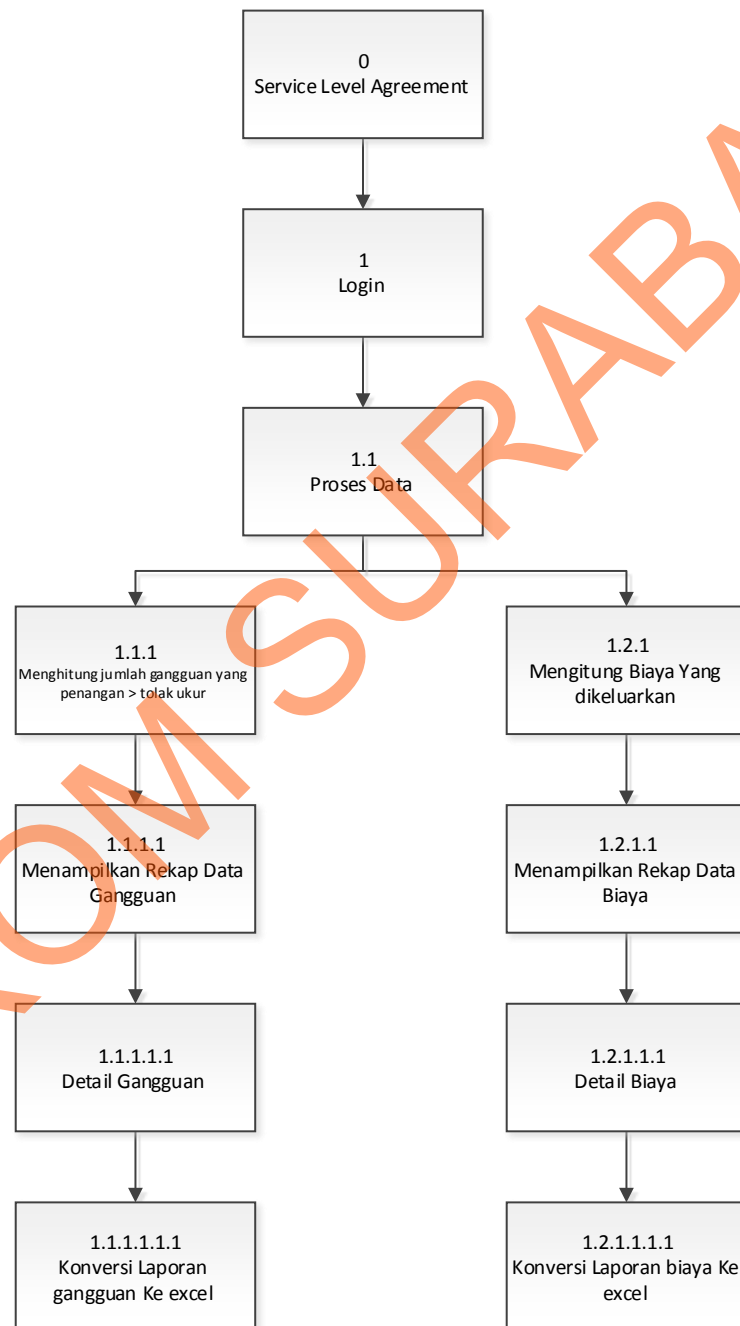 0
Service Level Agreement
1
Login
1.1
Proses Data
1.1.1
Menghitung jumlah gangguan yang
penangan > tolak ukur
1.2.1
Mengitung Biaya Yang
dikeluarkan
1.1.1.1
Menampilkan Rekap Data
Gangguan
1.2.1.1
Menampilkan Rekap Data
Biaya
1.1.1.1.1
Detail Gangguan
1.2.1.1.1
Detail Biaya
1.1.1.1.1.1
Konversi Laporan
gangguan Ke excel
1.2.1.1.1.1
Konversi Laporan biaya Ke
excel
OM SURABA